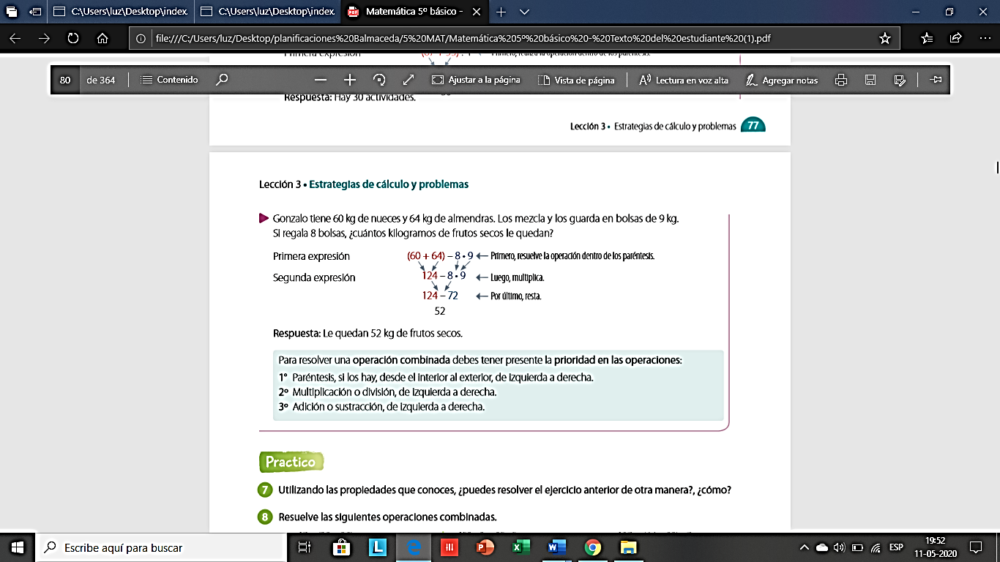 C:\Users\luz\Desktop\index.
C:\Users\luz\Desktop\index.
Matemática 5º básico -
file:///C:/Users/luz/Desktop/planificaciones%20Balmaceda/5%20MAT/Matemática%205º%20básico%20-%20Texto%20del%20estudiante%20(1).pdf
Primera expresión
80 de 364 Contenido Ajustar a la página Vista de página Lectura en voz alta Agregar notas
Respuesta: Hay 30 actividades.
Lección 3 • Estrategias de cálculo y problemas 77
Lección 3 • Estrategias de cálculo y problemas
Gonzalo tiene 60 kg de nueces y 64 kg de almendras. Los mezcla y los guarda en bolsas de 9 kg.
Si regala 8 bolsas, ¿cuántos kilogramos de frutos secos le quedan?
Primera expresión (60 + 64) – 8 • 9 ← Primero, resuelve la operación dentro de los paréntesis.
Segunda expresión 124 – 8 • 9 ← Luego, multiplica.
124 – 72 ← Por último, resta.
52
Respuesta: Le quedan 52 kg de frutos secos.
Para resolver una operación combinada debes tener presente la prioridad en las operaciones:
1° Paréntesis, si los hay, desde el interior al exterior, de izquierda a derecha.
2º Multiplicación o división, de izquierda a derecha.
3º Adición o sustracción, de izquierda a derecha.
Practico
7 Utilizando las propiedades que conoces, ¿puedes resolver el ejercicio anterior de otra manera?, ¿cómo?
8 Resuelve las siguientes operaciones combinadas.
Escribe aquí para buscar
ESP
19:52
11-05-2020